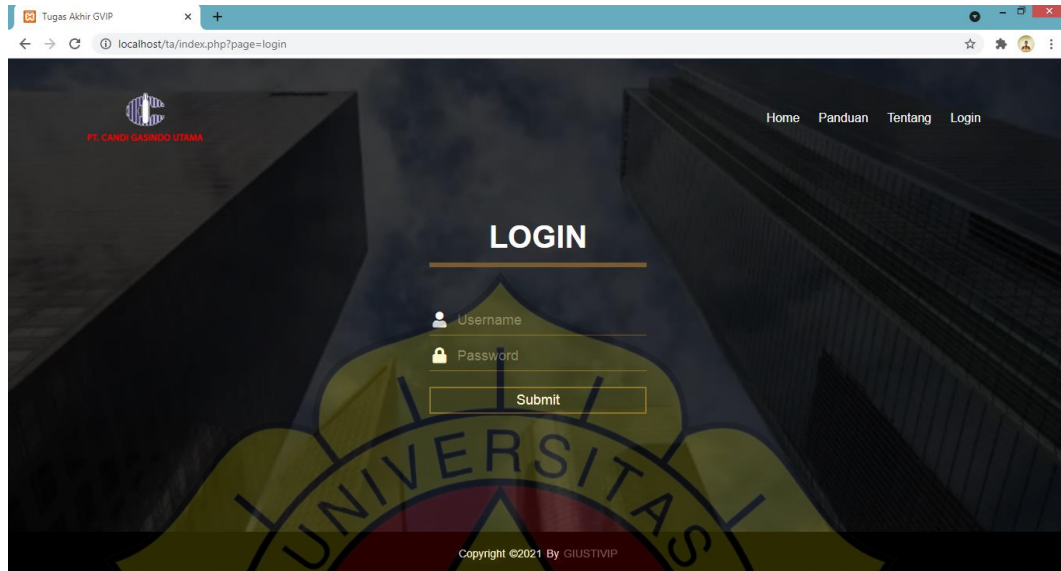 Tugas Akhir GVIP
localhost/ta/index.php?page=login
PT. CANDI GASINDO UTAMA
Home Panduan Tentang Login
LOGIN
Username
Password
Submit
UNIVERSITAS
Copyright ©2021 By GIUSTIVIP